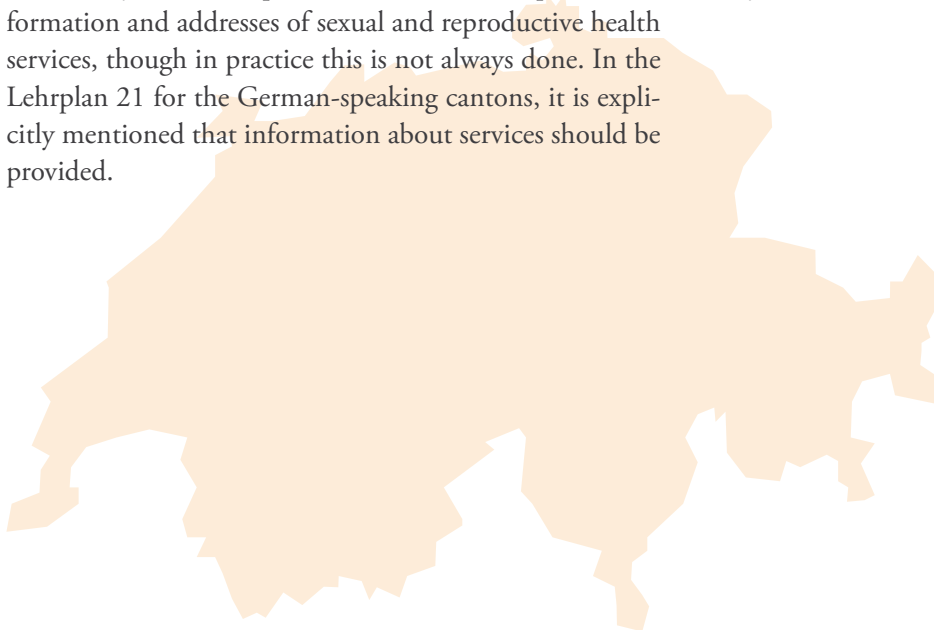 formation and addresses of sexual and reproductive health
services, though in practice this is not always done. In the
Lehrplan 21 for the German-speaking cantons, it is expli-
citly mentioned that information about services should be
provided.